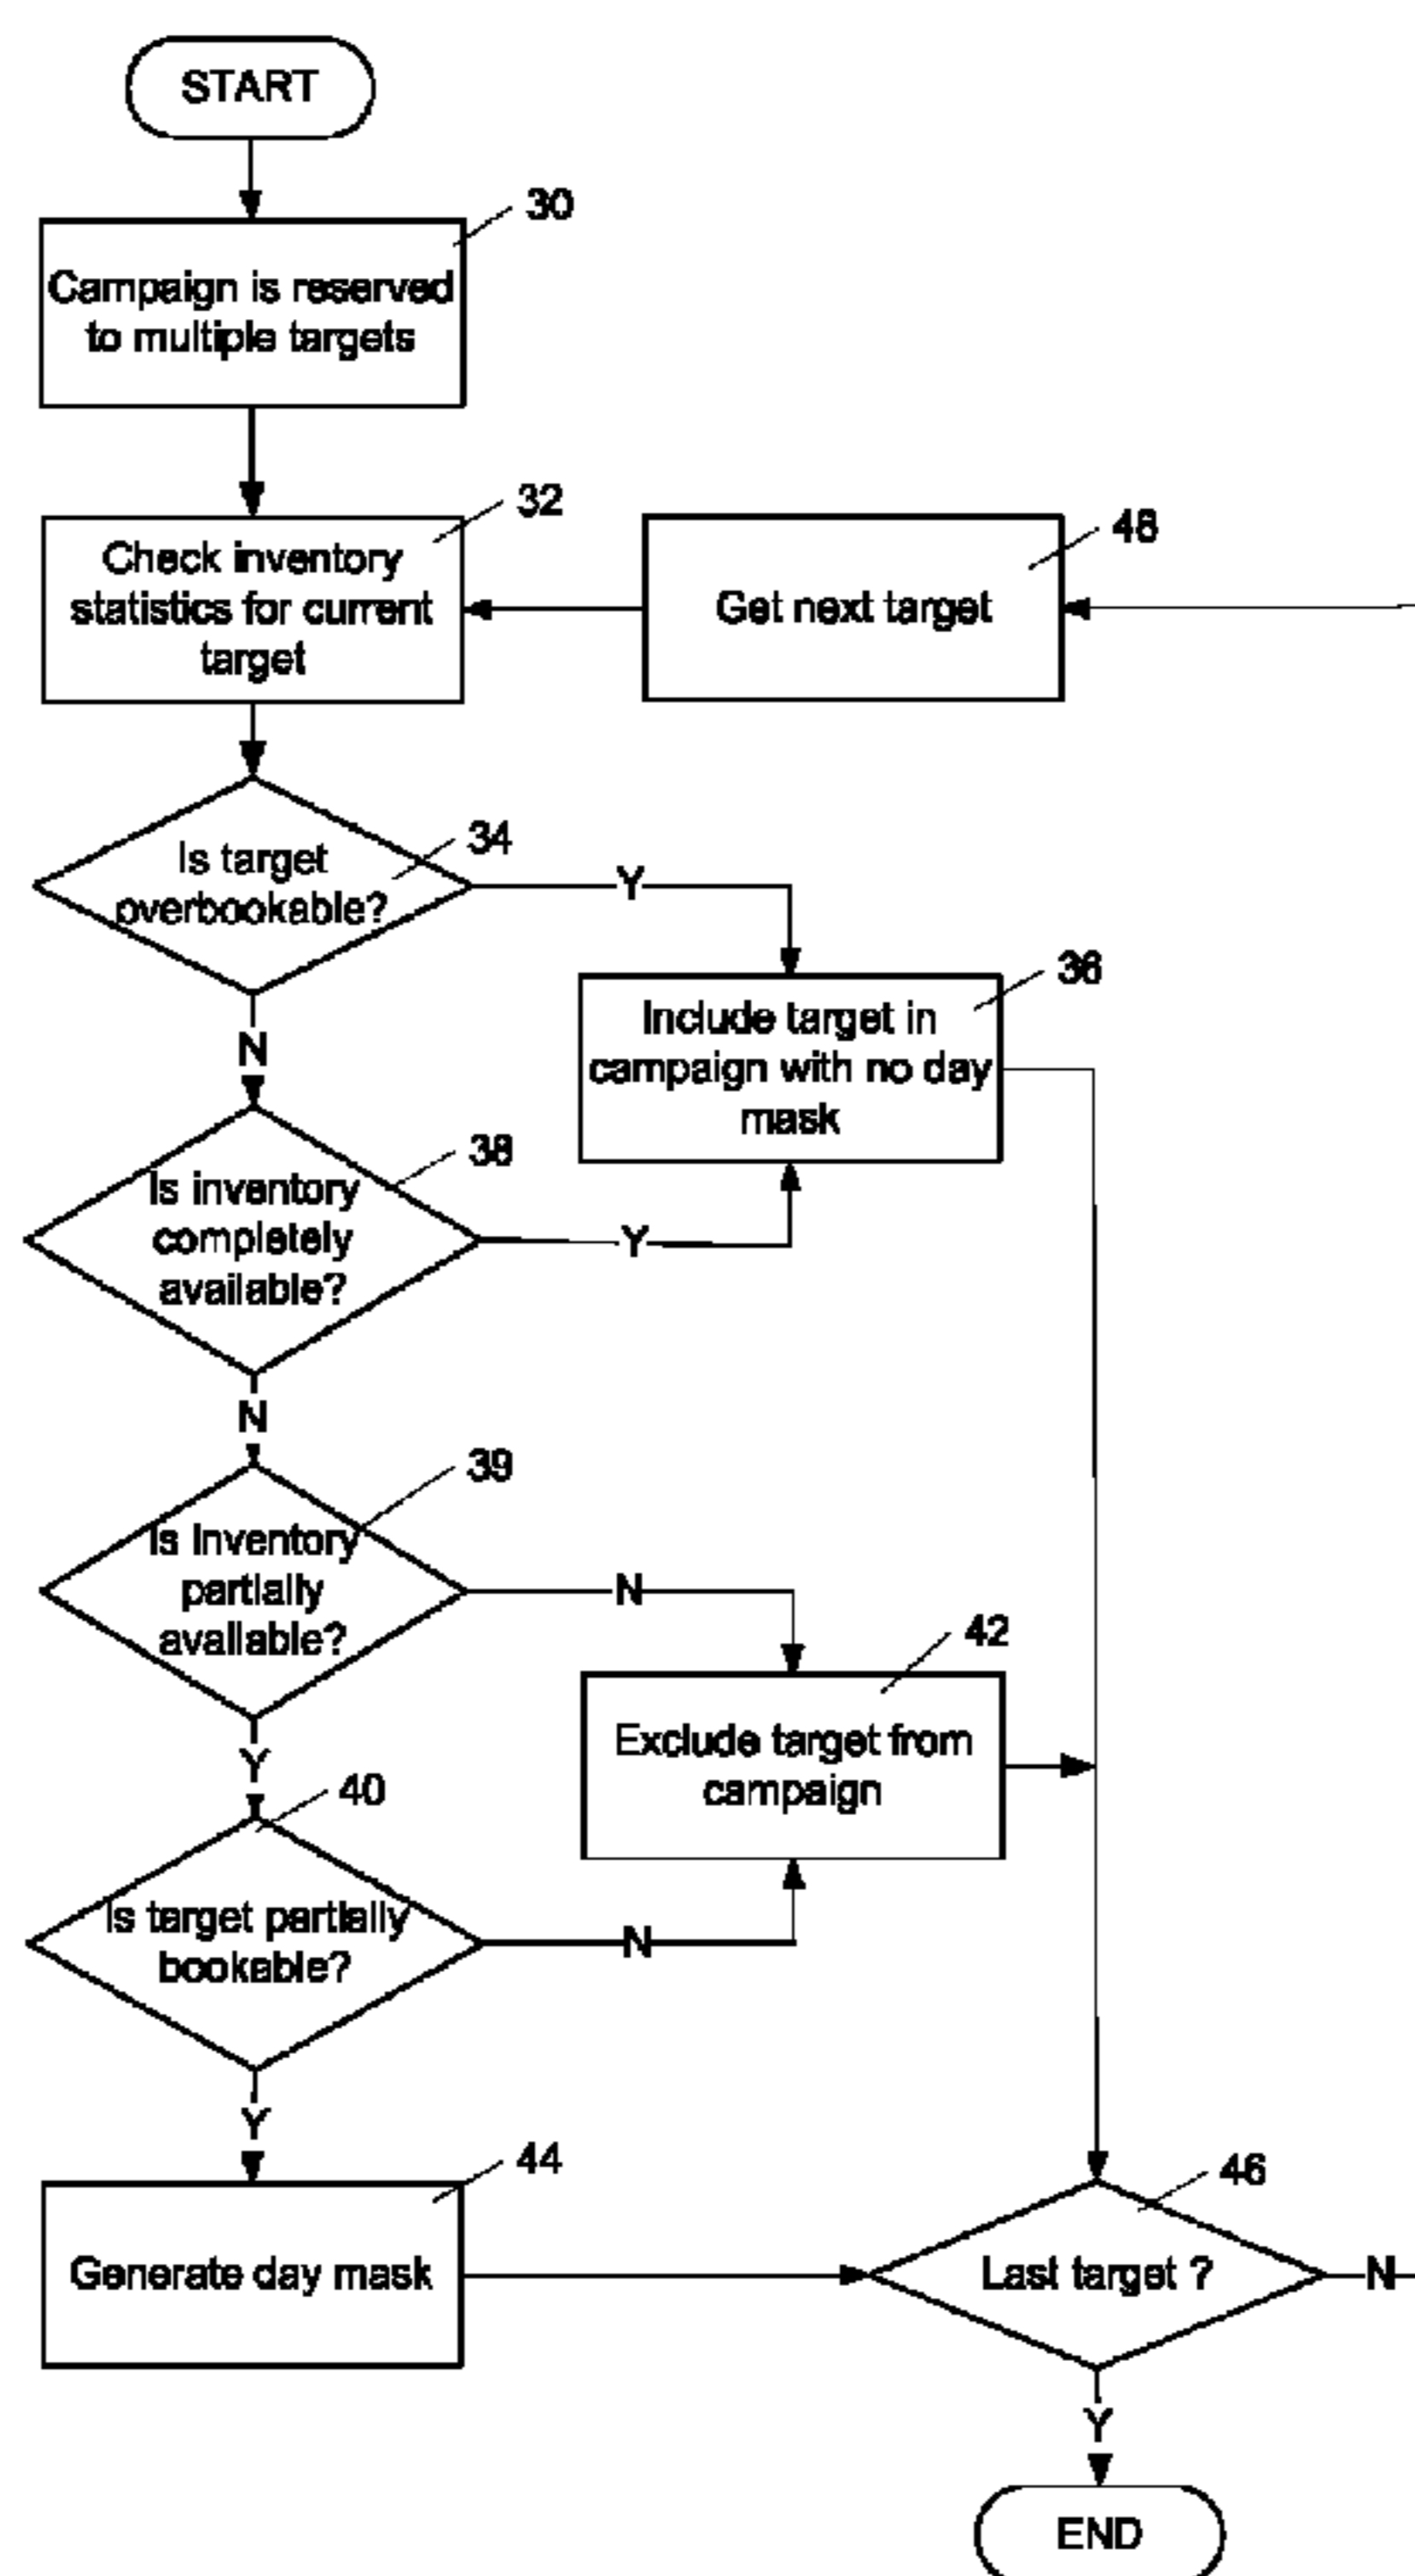 START
30
Campaign is reserved
to multiple targets
32
Check inventory
statistics for current
target
48
Get next target
34
Is target
overbookable?
Y
N
36
Include target in
campaign with no day
mask
38
Is inventory
completely
available?
Y
N
39
Is Inventory
partially
available?
N
Y
42
Exclude target from
campaign
40
Is target partially
bookable?
N
Y
44
Generate day mask
46
Last target ?
N
Y
END